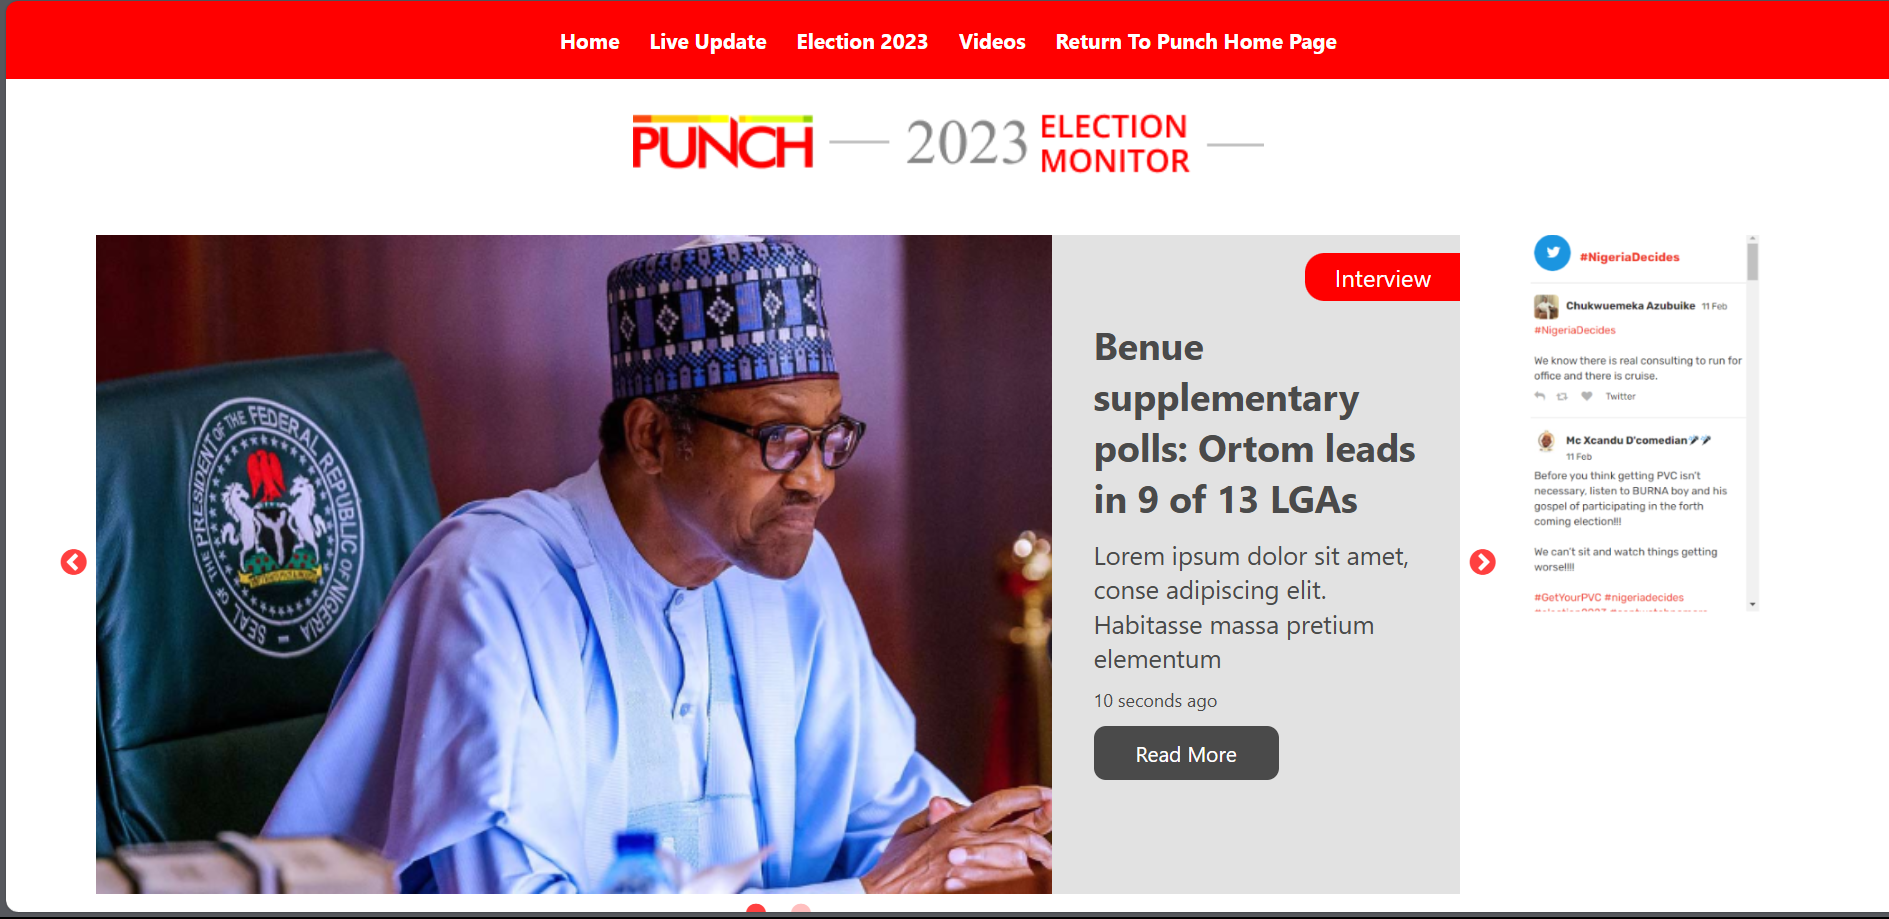 Home Live Update Election 2023 Videos Return To Punch Home Page
PUNCH 2023 ELECTION
MONITOR
SEAL OF THE PRESIDENT OF THE FEDERAL REPUBLIC OF NIGERIA
Interview
Benue
supplementary
polls: Ortom leads
in 9 of 13 LGAs
Lorem ipsum dolor sit amet,
conse adipiscing elit.
Habitasse massa pretium
elementum
10 seconds ago
Read More
#NigeriaDecides
Chukwuemeka Azubuike 11 Feb
#NigeriaDecides
We know there is real consulting to run for
office and there is cruise.
Twitter
Mc Xcandu D'comedian🎤🎤
11 Feb
Before you think getting PVC isn't
necessary, listen to BURNA boy and his
gospel of participating in the forth
coming election!!!
We can't sit and watch things getting
worse!!!!
#GetYourPVC #nigeriadecides